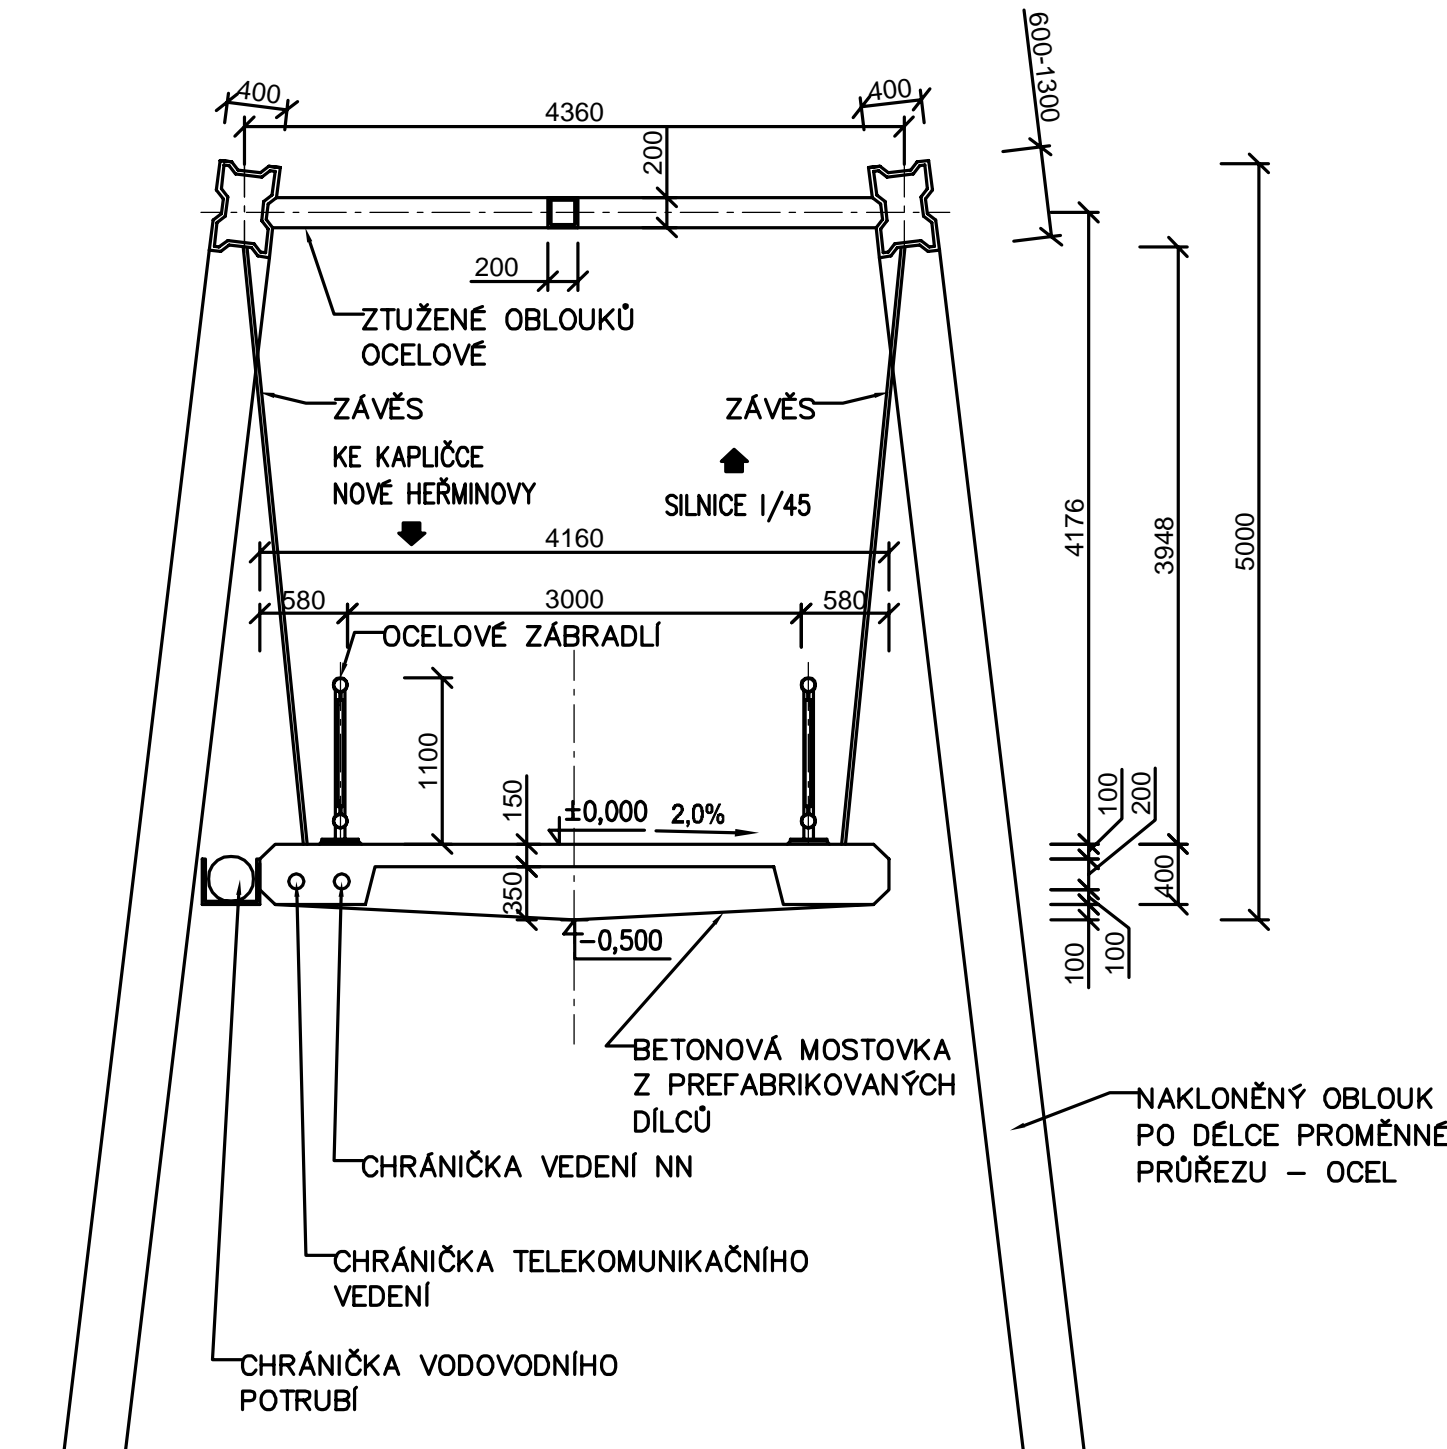 600-1300
400
400
4360
200
200
ZTUŽENÉ OBLOUKŮ
OCELOVÉ
ZÁVĚS
ZÁVĚS
KE KAPLIČCE
NOVÉ HEŘMINOVY
SILNICE I/45
4176
3948
5000
4160
580
3000
580
OCELOVÉ ZÁBRADLÍ
1100
150
±0,000
2,0%
100
200
400
350
-0,500
100
100
BETONOVÁ MOSTOVKA
Z PREFABRIKOVANÝCH
DÍLCŮ
NAKLONĚNÝ OBLOUK
PO DÉLCE PROMĚNNÉ
PRŮŘEZU – OCEL
CHRÁNIČKA VEDENÍ NN
CHRÁNIČKA TELEKOMUNIKAČNÍHO
VEDENÍ
CHRÁNIČKA VODOVODNÍHO
POTRUBÍ